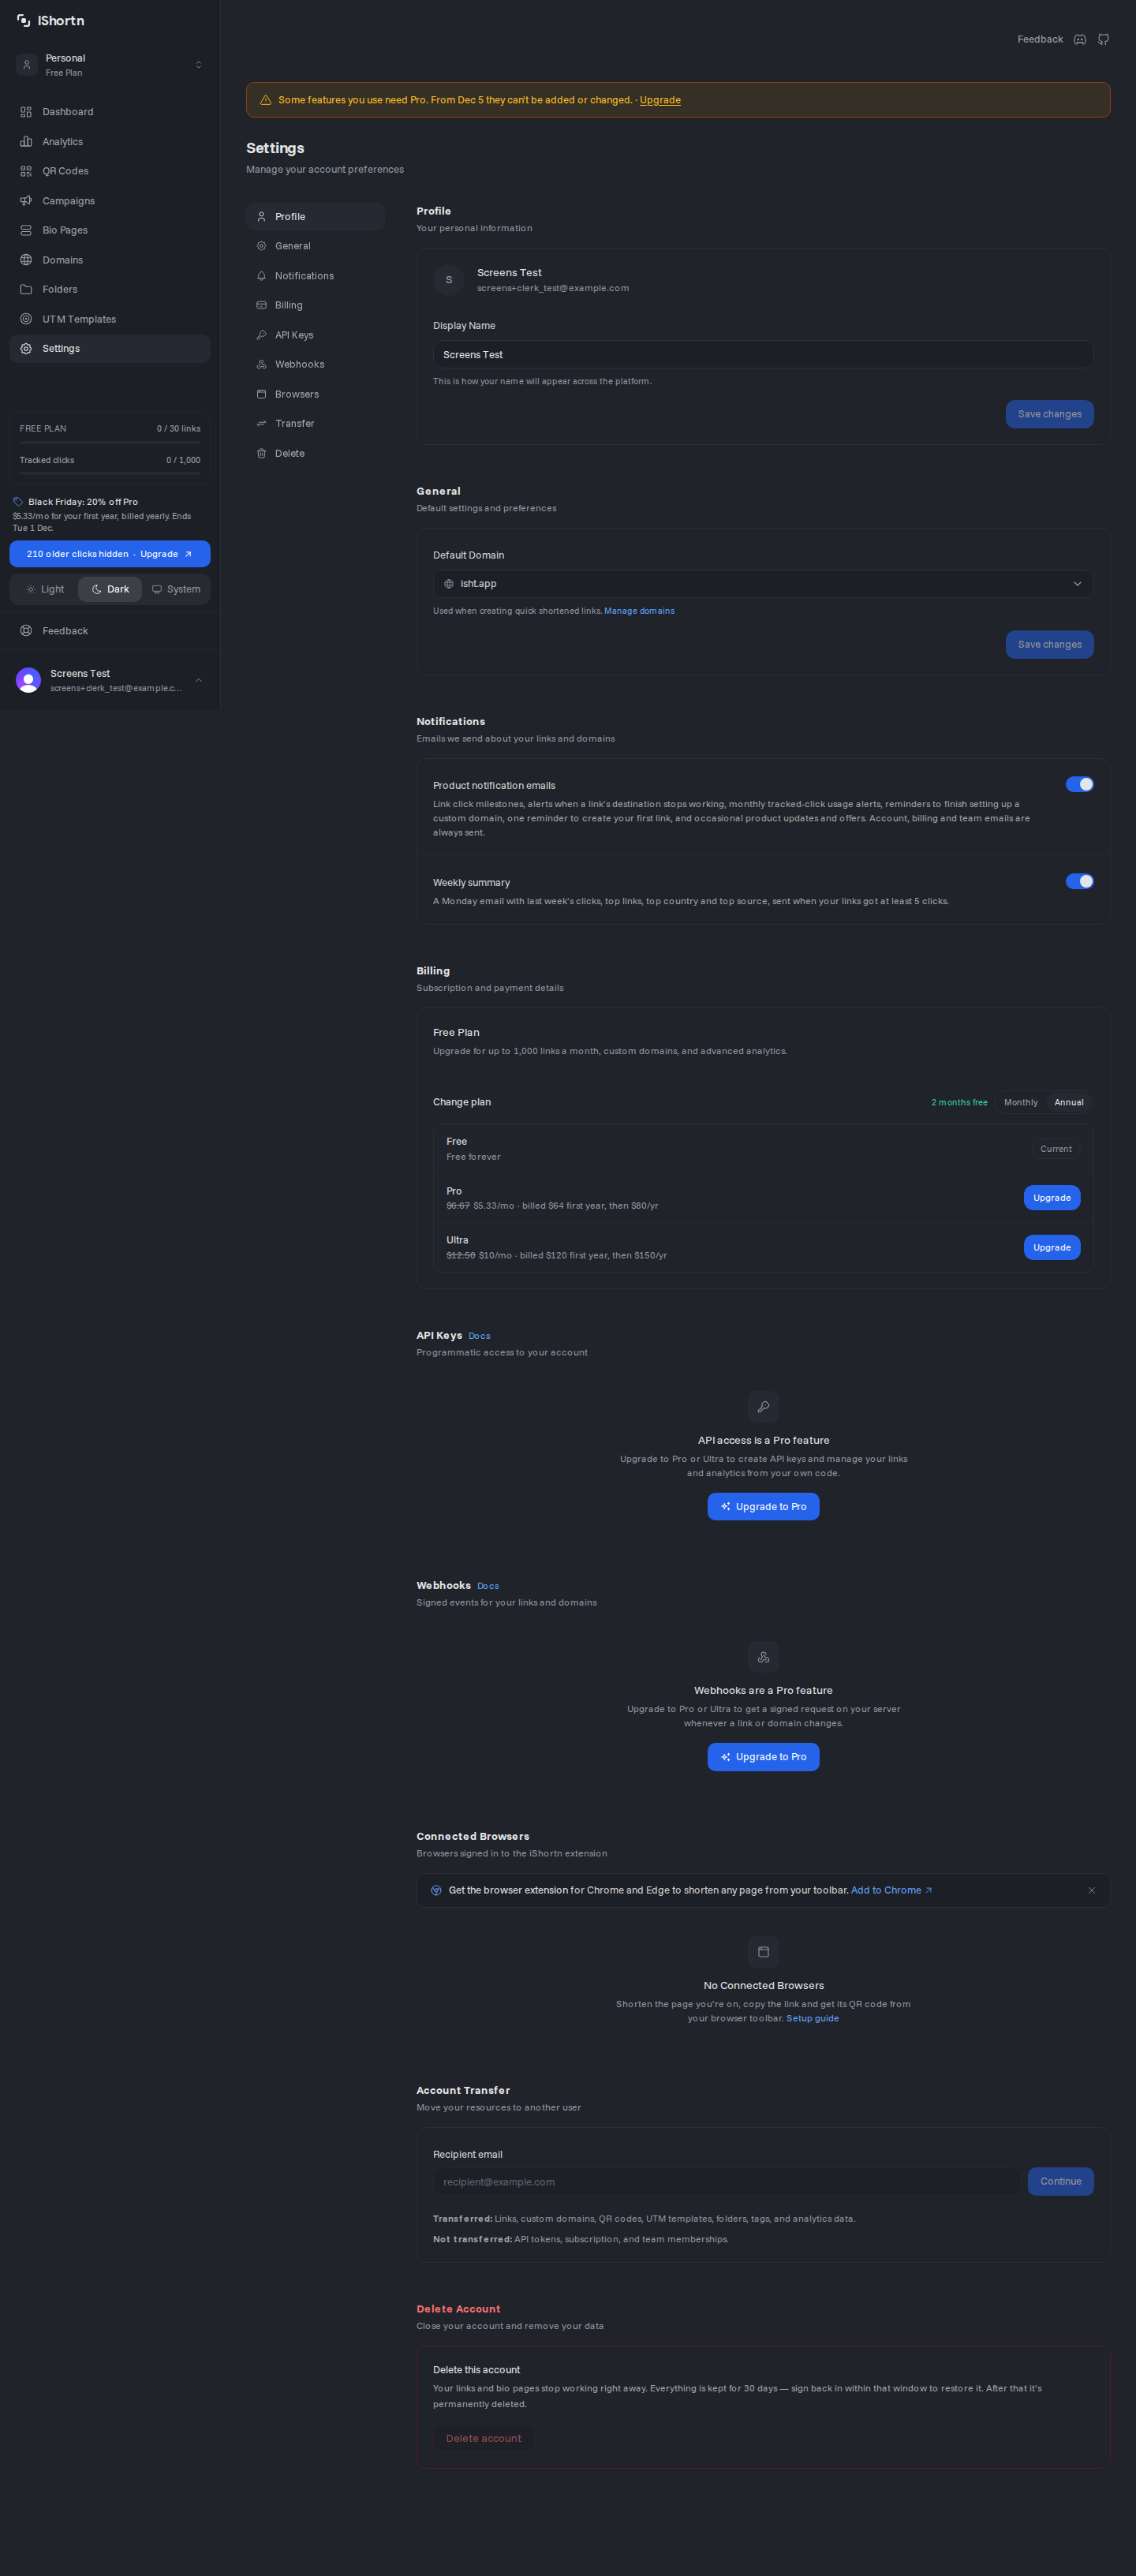 IShortn
Personal
Free Plan
Dashboard
Analytics
QR Codes
Campaigns
Bio Pages
Domains
Folders
UTM Templates
Settings
FREE PLAN 0 / 30 links
Tracked clicks 0 / 1,000
Black Friday: 20% off Pro
$5.33/mo for your first year, billed yearly. Ends
Tue 1 Dec.
210 older clicks hidden · Upgrade
Light Dark System
Feedback
Screens Test
screens+clerk_test@example.c...
Feedback
Some features you use need Pro. From Dec 5 they can't be added or changed. · Upgrade
Settings
Manage your account preferences
Profile
General
Notifications
Billing
API Keys
Webhooks
Browsers
Transfer
Delete
Profile
Your personal information
S
Screens Test
screens+clerk_test@example.com
Display Name
Screens Test
This is how your name will appear across the platform.
Save changes
General
Default settings and preferences
Default Domain
isht.app
Used when creating quick shortened links. Manage domains
Save changes
Notifications
Emails we send about your links and domains
Product notification emails
Link click milestones, alerts when a link's destination stops working, monthly tracked-click usage alerts, reminders to finish setting up a
custom domain, one reminder to create your first link, and occasional product updates and offers. Account, billing and team emails are
always sent.
Weekly summary
A Monday email with last week's clicks, top links, top country and top source, sent when your links got at least 5 clicks.
Billing
Subscription and payment details
Free Plan
Upgrade for up to 1,000 links a month, custom domains, and advanced analytics.
Change plan 2 months free Monthly Annual
Free
Free forever
Current
Pro
$6.67 $5.33/mo · billed $64 first year, then $80/yr
Upgrade
Ultra
$12.50 $10/mo · billed $120 first year, then $150/yr
Upgrade
API Keys Docs
Programmatic access to your account
API access is a Pro feature
Upgrade to Pro or Ultra to create API keys and manage your links
and analytics from your own code.
Upgrade to Pro
Webhooks Docs
Signed events for your links and domains
Webhooks are a Pro feature
Upgrade to Pro or Ultra to get a signed request on your server
whenever a link or domain changes.
Upgrade to Pro
Connected Browsers
Browsers signed in to the iShortn extension
Get the browser extension for Chrome and Edge to shorten any page from your toolbar. Add to Chrome
No Connected Browsers
Shorten the page you're on, copy the link and get its QR code from
your browser toolbar. Setup guide
Account Transfer
Move your resources to another user
Recipient email
recipient@example.com
Continue
Transferred: Links, custom domains, QR codes, UTM templates, folders, tags, and analytics data.
Not transferred: API tokens, subscription, and team memberships.
Delete Account
Close your account and remove your data
Delete this account
Your links and bio pages stop working right away. Everything is kept for 30 days — sign back in within that window to restore it. After that it's
permanently deleted.
Delete account